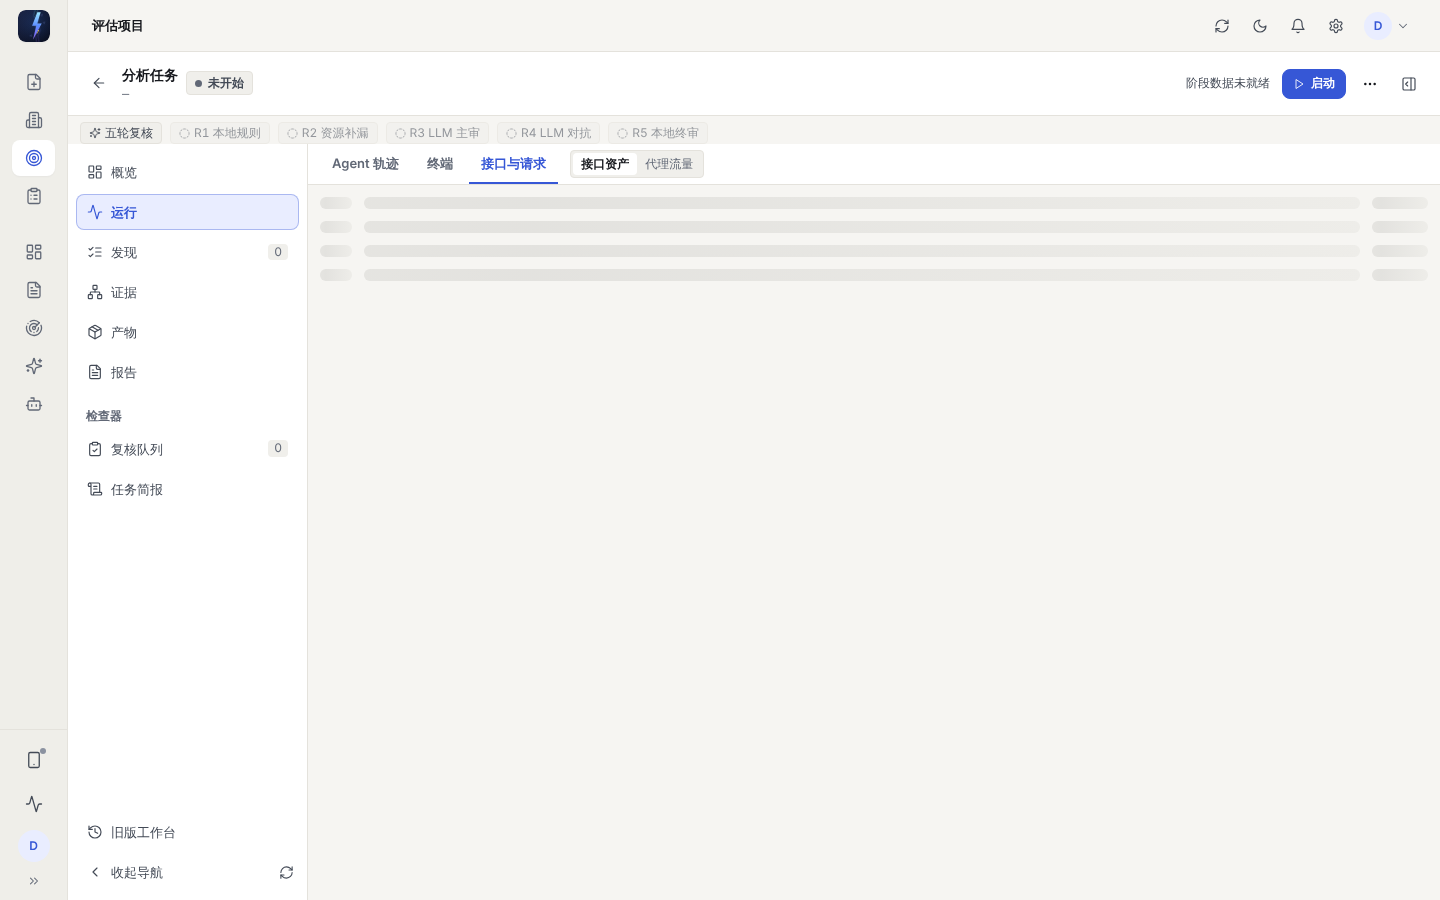 评估项目
D
分析任务
–
未开始
阶段数据未就绪
启动
五轮复核
R1 本地规则
R2 资源补漏
R3 LLM 主审
R4 LLM 对抗
R5 本地终审
概览
运行
发现
0
证据
产物
报告
检查器
复核队列
0
任务简报
Agent 轨迹
终端
接口与请求
接口资产
代理流量
旧版工作台
收起导航
D